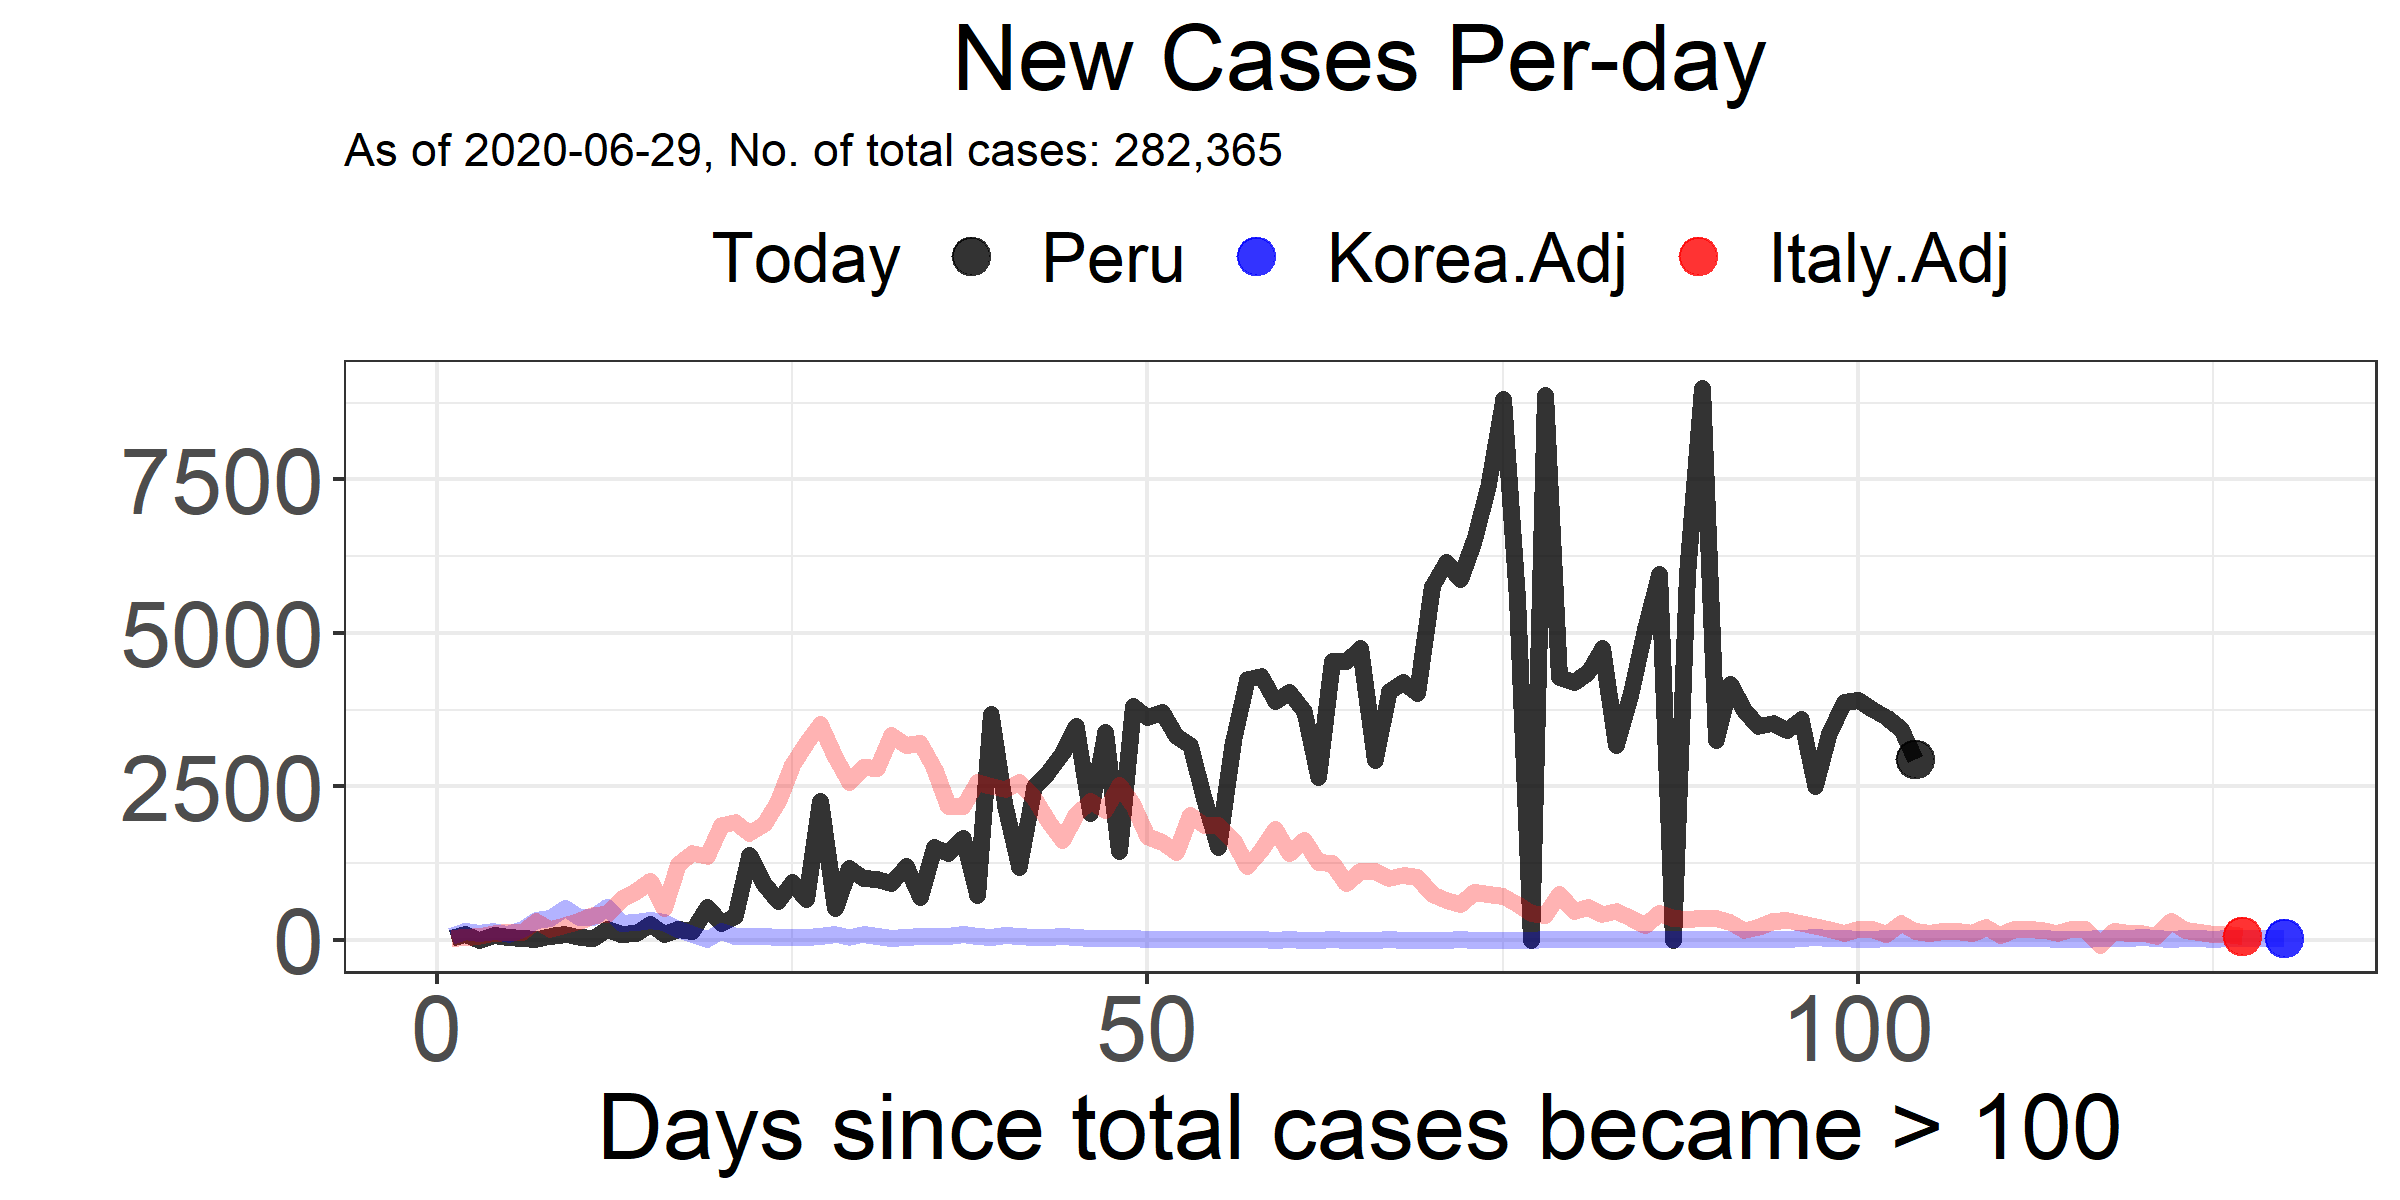 New Cases Per-day
As of 2020-06-29, No. of total cases: 282,365
Today Peru Korea.Adj Italy.Adj
7500
5000
2500
0
0 50 100
Days since total cases became > 100